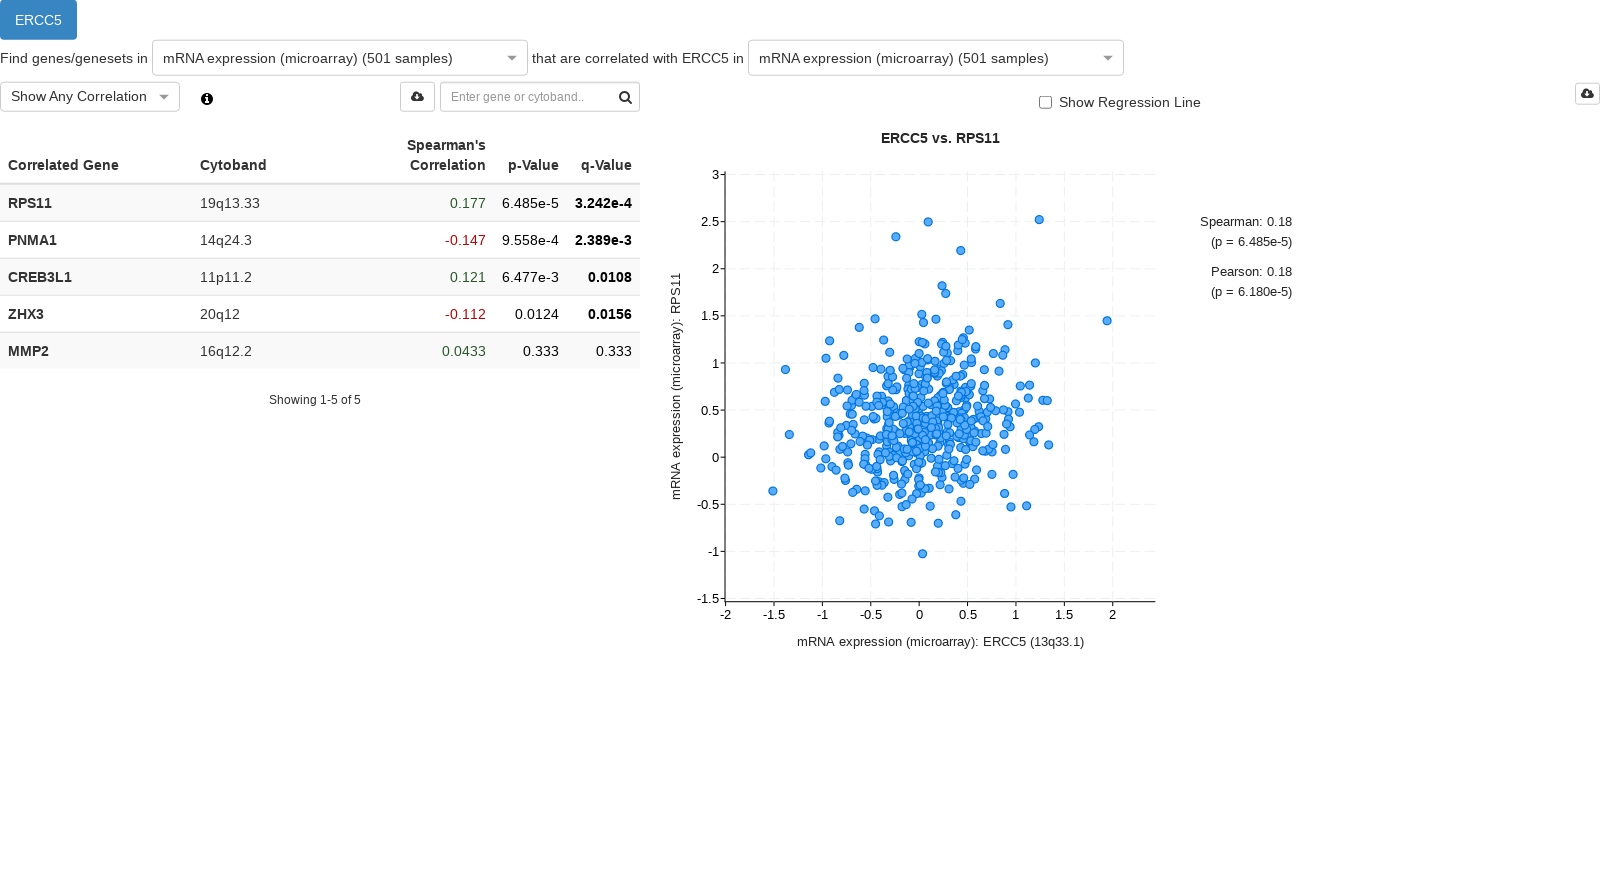 ERCC5
Find genes/genesets in mRNA expression (microarray) (501 samples) that are correlated with ERCC5 in mRNA expression (microarray) (501 samples)
Show Any Correlation
Enter gene or cytoband..
Correlated Gene Cytoband Spearman's Correlation p-Value q-Value
RPS11 19q13.33 0.177 6.485e-5 3.242e-4
PNMA1 14q24.3 -0.147 9.558e-4 2.389e-3
CREB3L1 11p11.2 0.121 6.477e-3 0.0108
ZHX3 20q12 -0.112 0.0124 0.0156
MMP2 16q12.2 0.0433 0.333 0.333
Showing 1-5 of 5
Show Regression Line
ERCC5 vs. RPS11
mRNA expression (microarray): RPS11
3
2.5
2
1.5
1
0.5
0
-0.5
-1
-1.5
-2 -1.5 -1 -0.5 0 0.5 1 1.5 2
mRNA expression (microarray): ERCC5 (13q33.1)
Spearman: 0.18
(p = 6.485e-5)
Pearson: 0.18
(p = 6.180e-5)